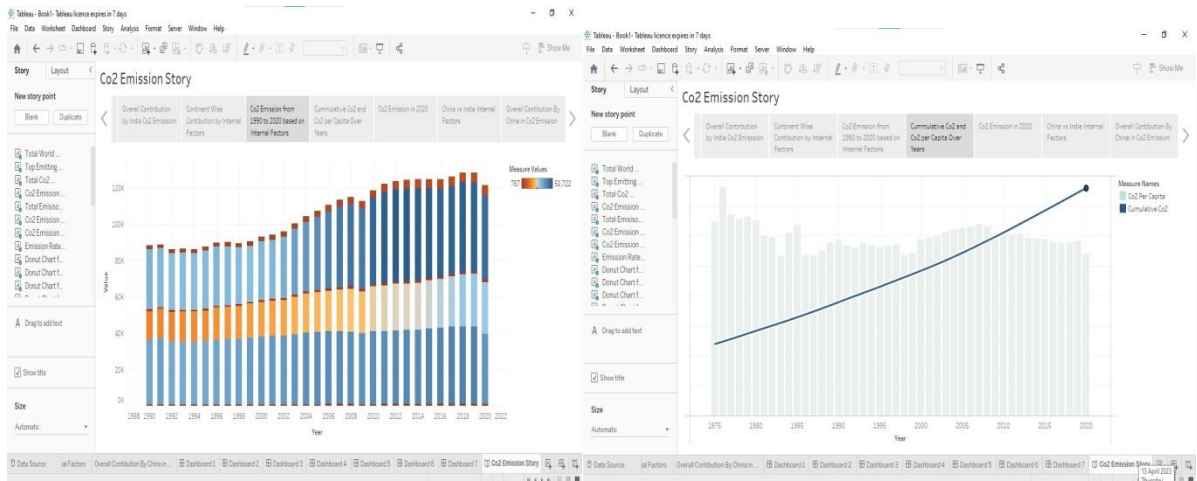 Tableau - Book1- Tableau licence expires in 7 days
File Data Worksheet Dashboard Story Analysis Format Server Window Help
Show Me
Story Layout
Co2 Emission Story
New story point
Blank Duplicate
Overall Contribution by India Co2 Emission
Continent Wise Contibution by Internal Factors
Co2 Emission from 1990 to 2020 based on Internal Factors
Cummulative Co2 and Co2 per Capita Over Years
Co2 Emission in 2020
China vs India Internal Factors
Overall Contibution By China in Co2 Emission
Total World ...
Top Emitting ...
Total Co2 ...
Co2 Emission ...
Total Emisiso...
Co2 Emission ...
Co2 Emission ...
Emission Rate...
Donut Chart f...
Donut Chart f...
A Drag to add text
Show title
Size
Automatic
Measure Values
787 50,722
120K
100K
80K
60K
40K
20K
0K
Value
1988 1990 1992 1994 1996 1998 2000 2002 2004 2006 2008 2010 2012 2014 2016 2018 2020 2022
Year
Data Source ial Factors Overall Contibution By China in ... Dashboard 1 Dashboard 2 Dashboard 3 Dashboard 4 Dashboard 5 Dashboard 6 Dashboard 7 Co2 Emission Story
Tableau - Book1- Tableau licence expires in 7 days
File Data Worksheet Dashboard Story Analysis Format Server Window Help
Show Me
Story Layout
Co2 Emission Story
New story point
Blank Duplicate
Overall Contribution by India Co2 Emission
Continent Wise Contibution by Internal Factors
Co2 Emission from 1990 to 2020 based on Internal Factors
Cummulative Co2 and Co2 per Capita Over Years
Co2 Emission in 2020
China vs India Internal Factors
Overall Contibution By China in Co2 Emission
Total World ...
Top Emitting ...
Total Co2 ...
Co2 Emission ...
Total Emisiso...
Co2 Emission ...
Co2 Emission ...
Emission Rate...
Donut Chart f...
Donut Chart f...
A Drag to add text
Show title
Size
Automatic
Measure Names
Co2 Per Capita
Cumulative Co2
1975 1980 1985 1990 1995 2000 2005 2010 2015 2020
Year
Data Source ial Factors Overall Contibution By China in ... Dashboard 1 Dashboard 2 Dashboard 3 Dashboard 4 Dashboard 5 Dashboard 6 Dashboard 7 Co2 Emission Story
13 April 2023
Thursday